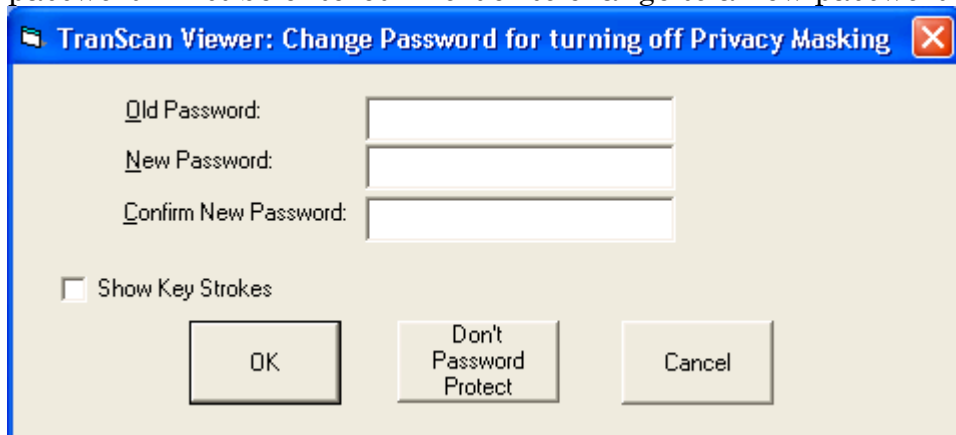 TranScan Viewer: Change Password for turning off Privacy Masking
Old Password:
New Password:
Confirm New Password:
Show Key Strokes
OK
Don't
Password
Protect
Cancel